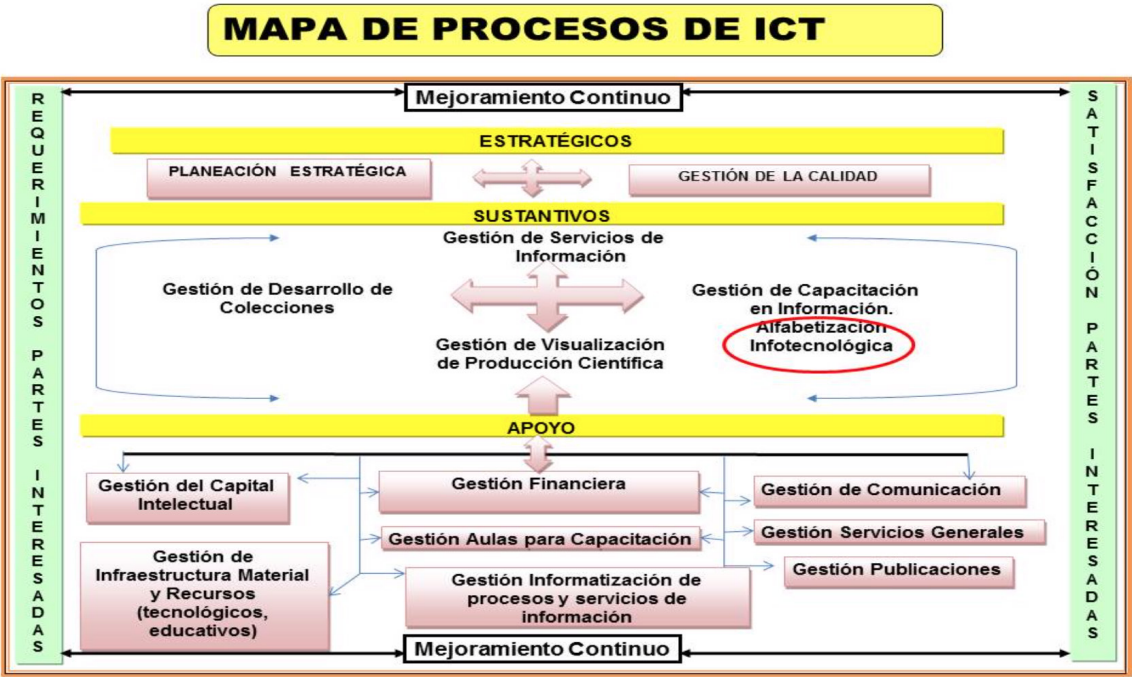 MAPA DE PROCESOS DE ICT
Mejoramiento Continuo
REQUERIMIENTOS PARTES INTERESADAS
SATISFACCIÓN PARTES INTERESADAS
ESTRATÉGICOS
PLANEACIÓN ESTRATÉGICA
GESTIÓN DE LA CALIDAD
SUSTANTIVOS
Gestión de Servicios de
Información
Gestión de Desarrollo de
Colecciones
Gestión de Capacitación
en Información.
Alfabetización
Infotecnológica
Gestión de Visualización
de Producción Científica
APOYO
Gestión del Capital
Intelectual
Gestión Financiera
Gestión de Comunicación
Gestión Aulas para Capacitación
Gestión Servicios Generales
Gestión de
Infraestructura Material
y Recursos
(tecnológicos,
educativos)
Gestión Informatización de
procesos y servicios de
información
Gestión Publicaciones
Mejoramiento Continuo